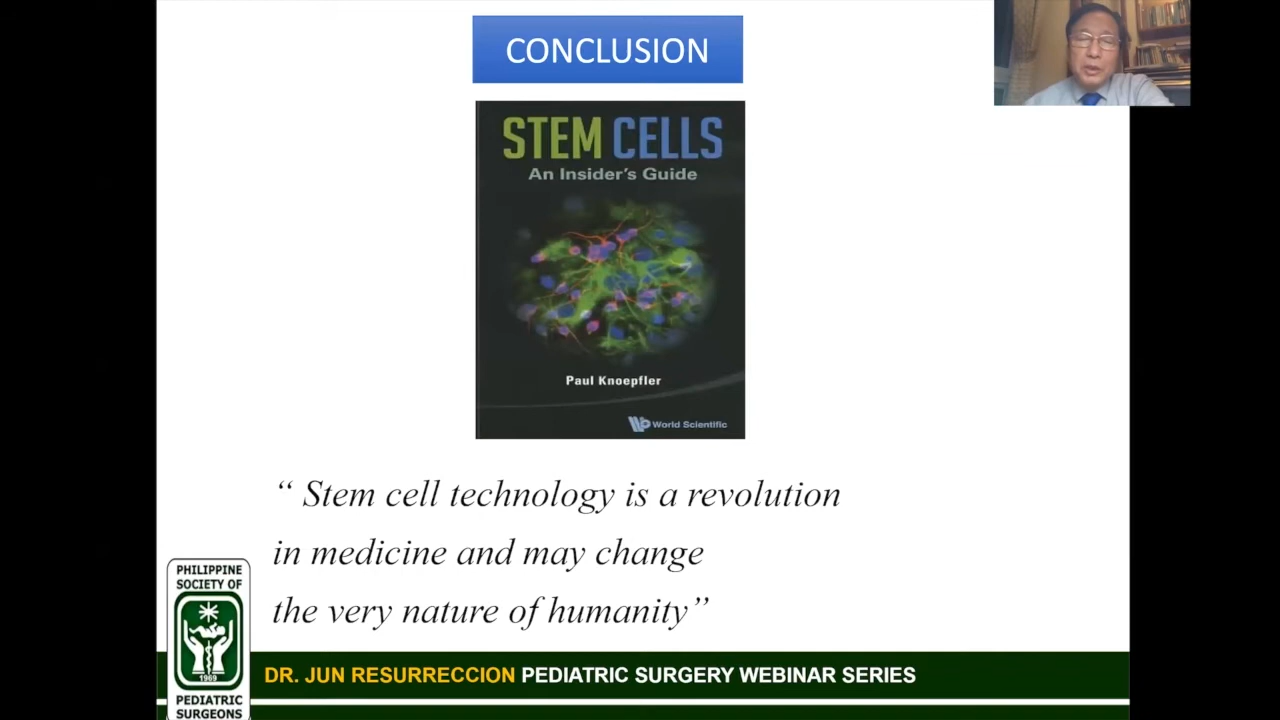 CONCLUSION
STEM CELLS
An Insider's Guide
Paul Knoepfler
World Scientific
“ Stem cell technology is a revolution
in medicine and may change
the very nature of humanity”
PHILIPPINE
SOCIETY OF
1969
PEDIATRIC
SURGEONS
DR. JUN RESURRECCION PEDIATRIC SURGERY WEBINAR SERIES